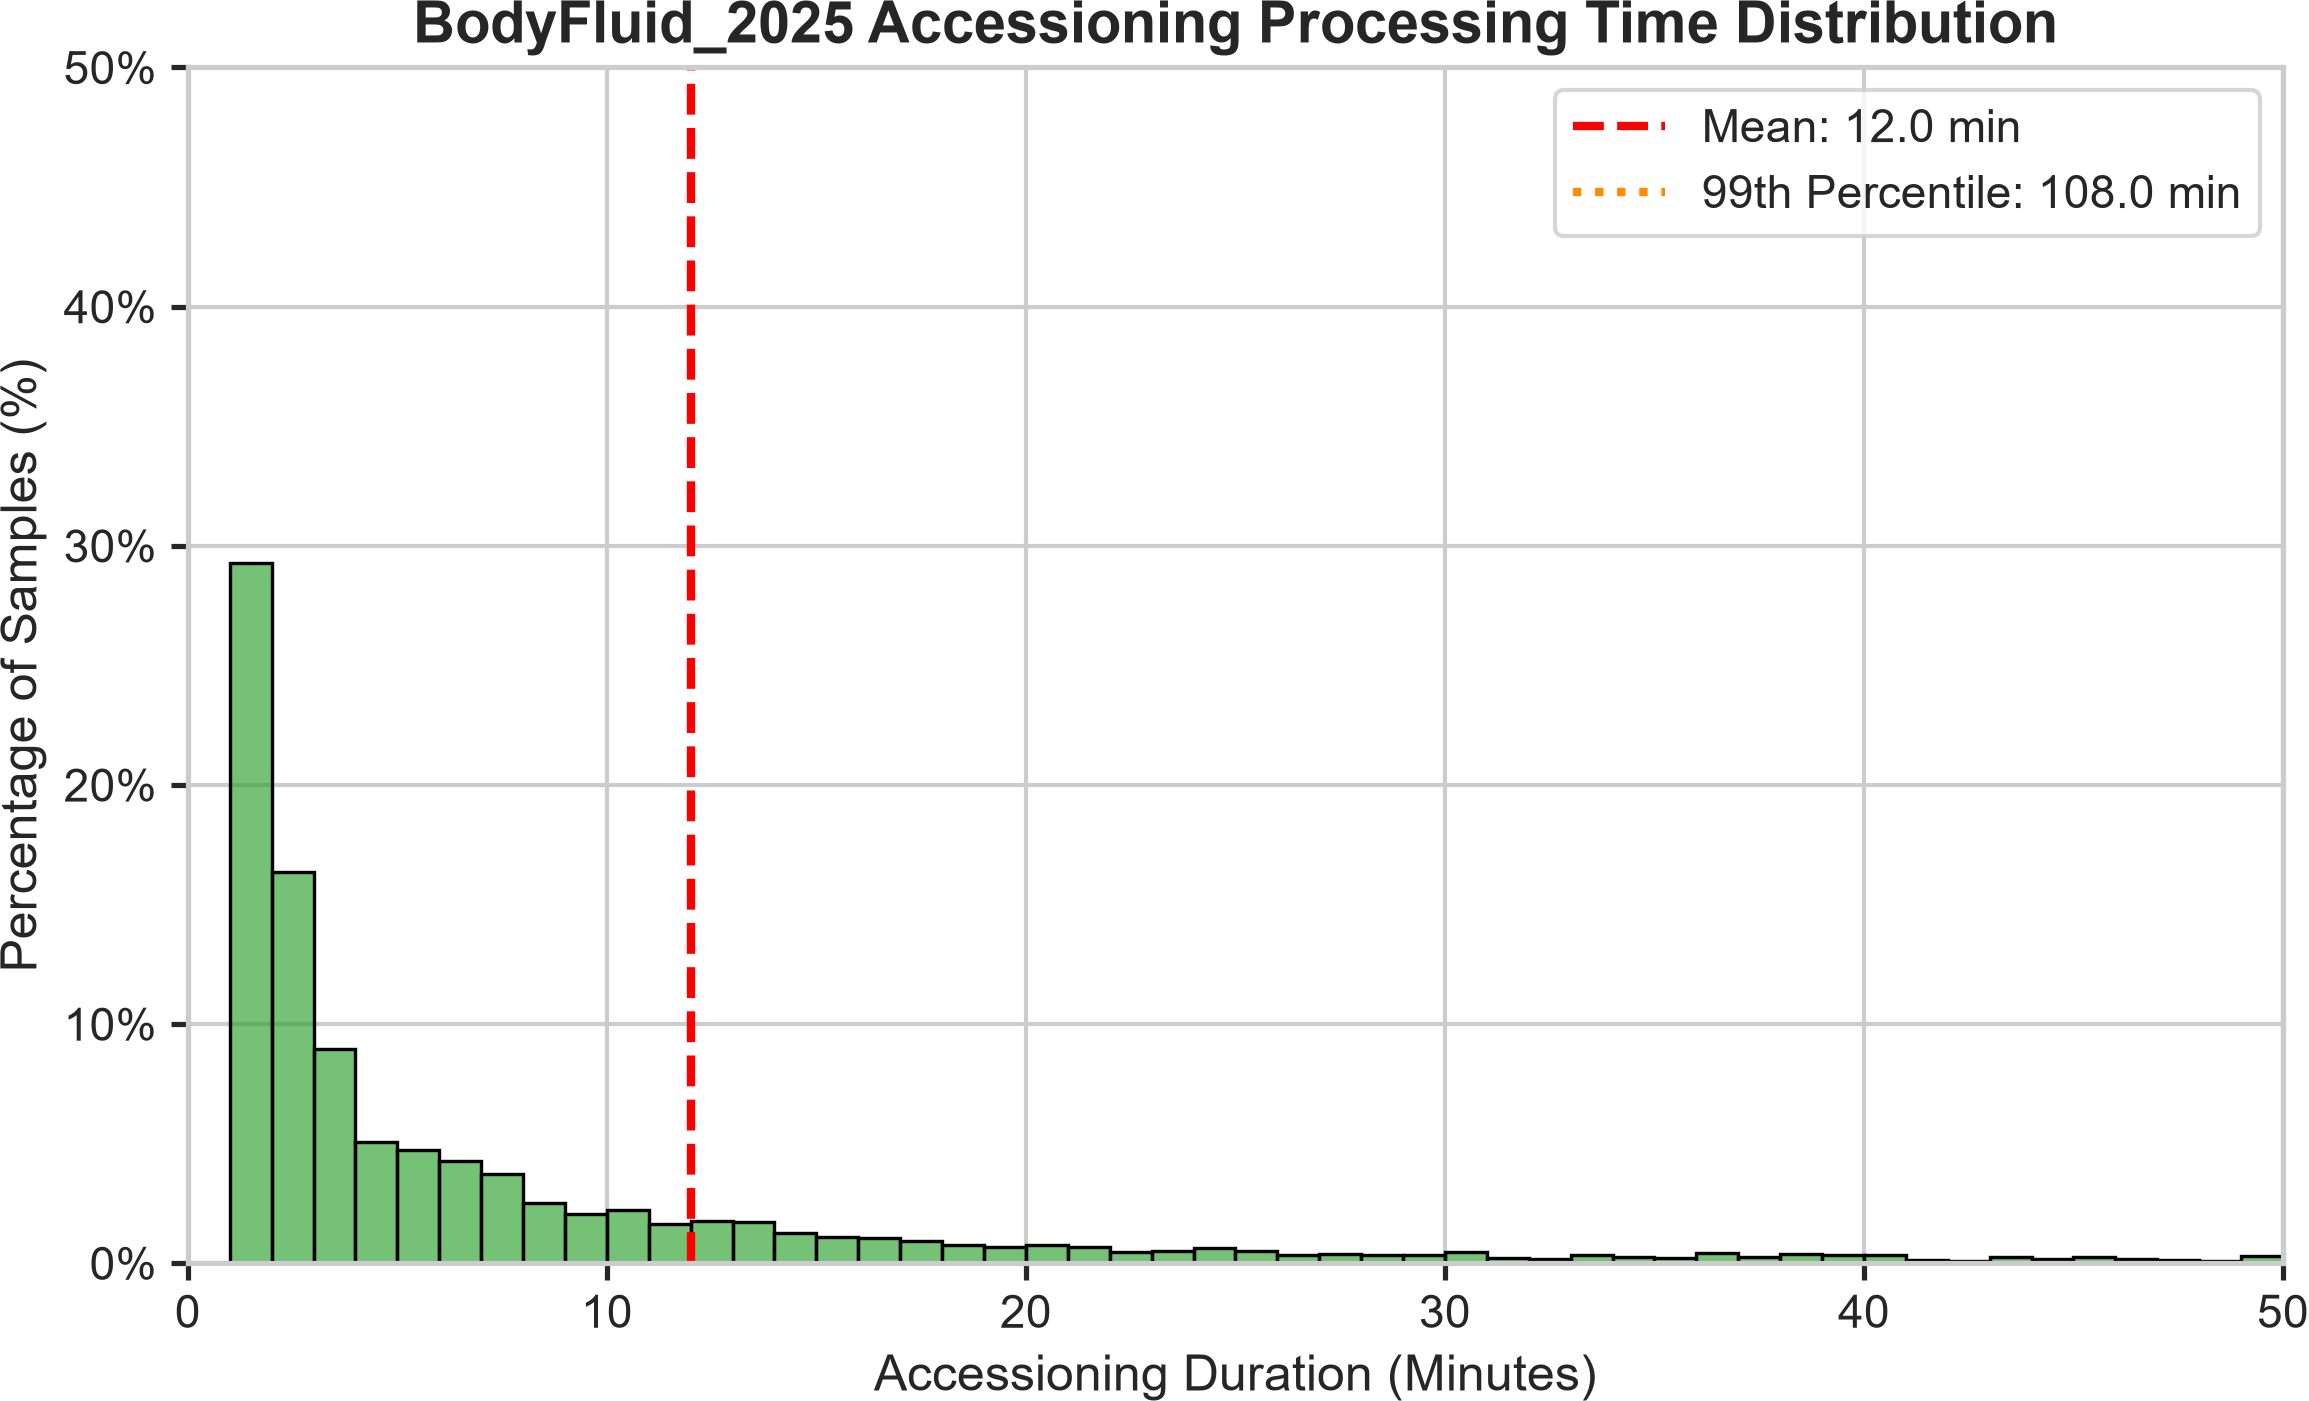 BodyFluid_2025 Accessioning Processing Time Distribution
50%
40%
30%
20%
10%
0%
Percentage of Samples (%)
Mean: 12.0 min
99th Percentile: 108.0 min
0 10 20 30 40 50
Accessioning Duration (Minutes)